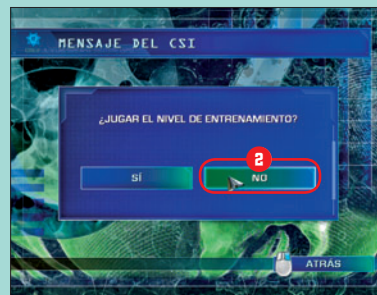 MENSAJE DEL CSI
¿JUGAR EL NIVEL DE ENTRENAMIENTO?
2
SÍ
NO
ATRÁS